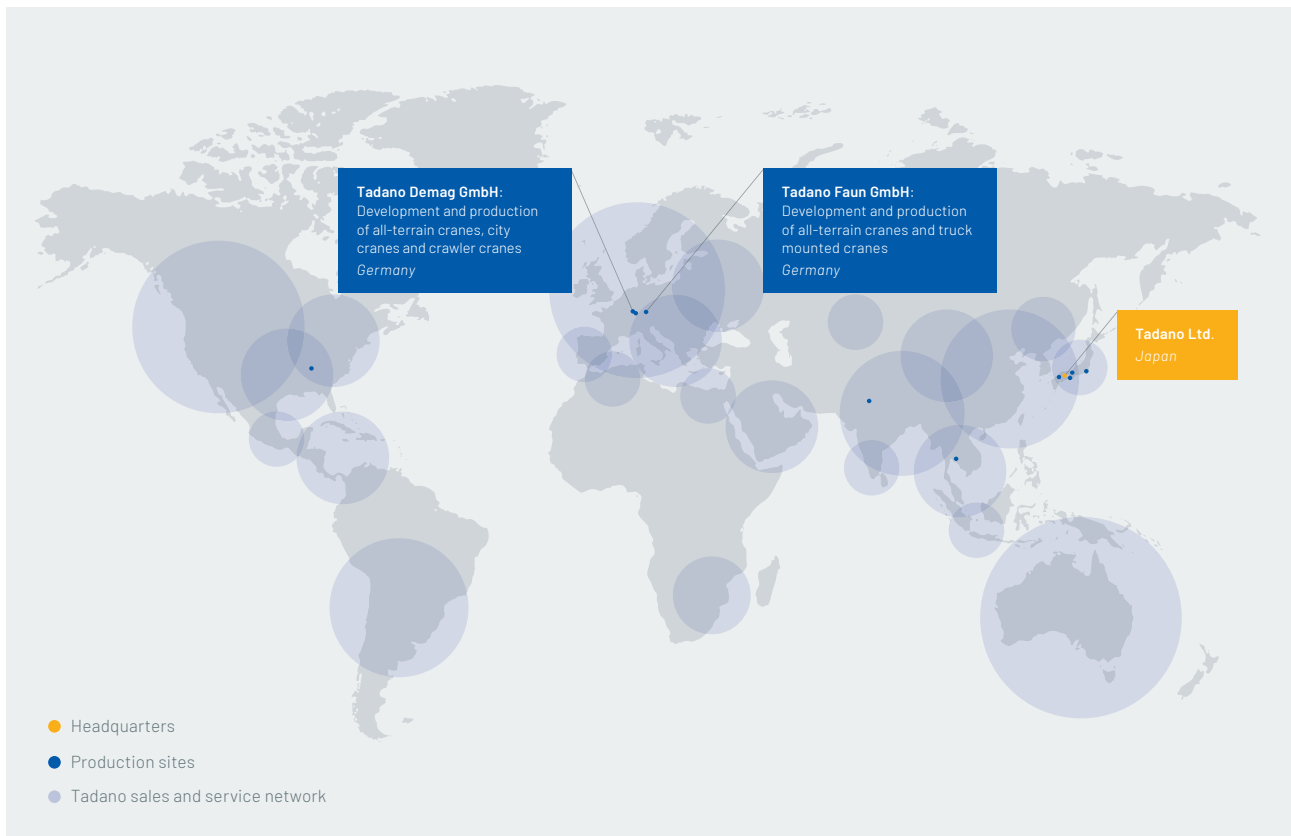 Tadano Demag GmbH:
Development and production
of all-terrain cranes, city
cranes and crawler cranes
Germany
Tadano Faun GmbH:
Development and production
of all-terrain cranes and truck
mounted cranes
Germany
Tadano Ltd.
Japan
Headquarters
Production sites
Tadano sales and service network